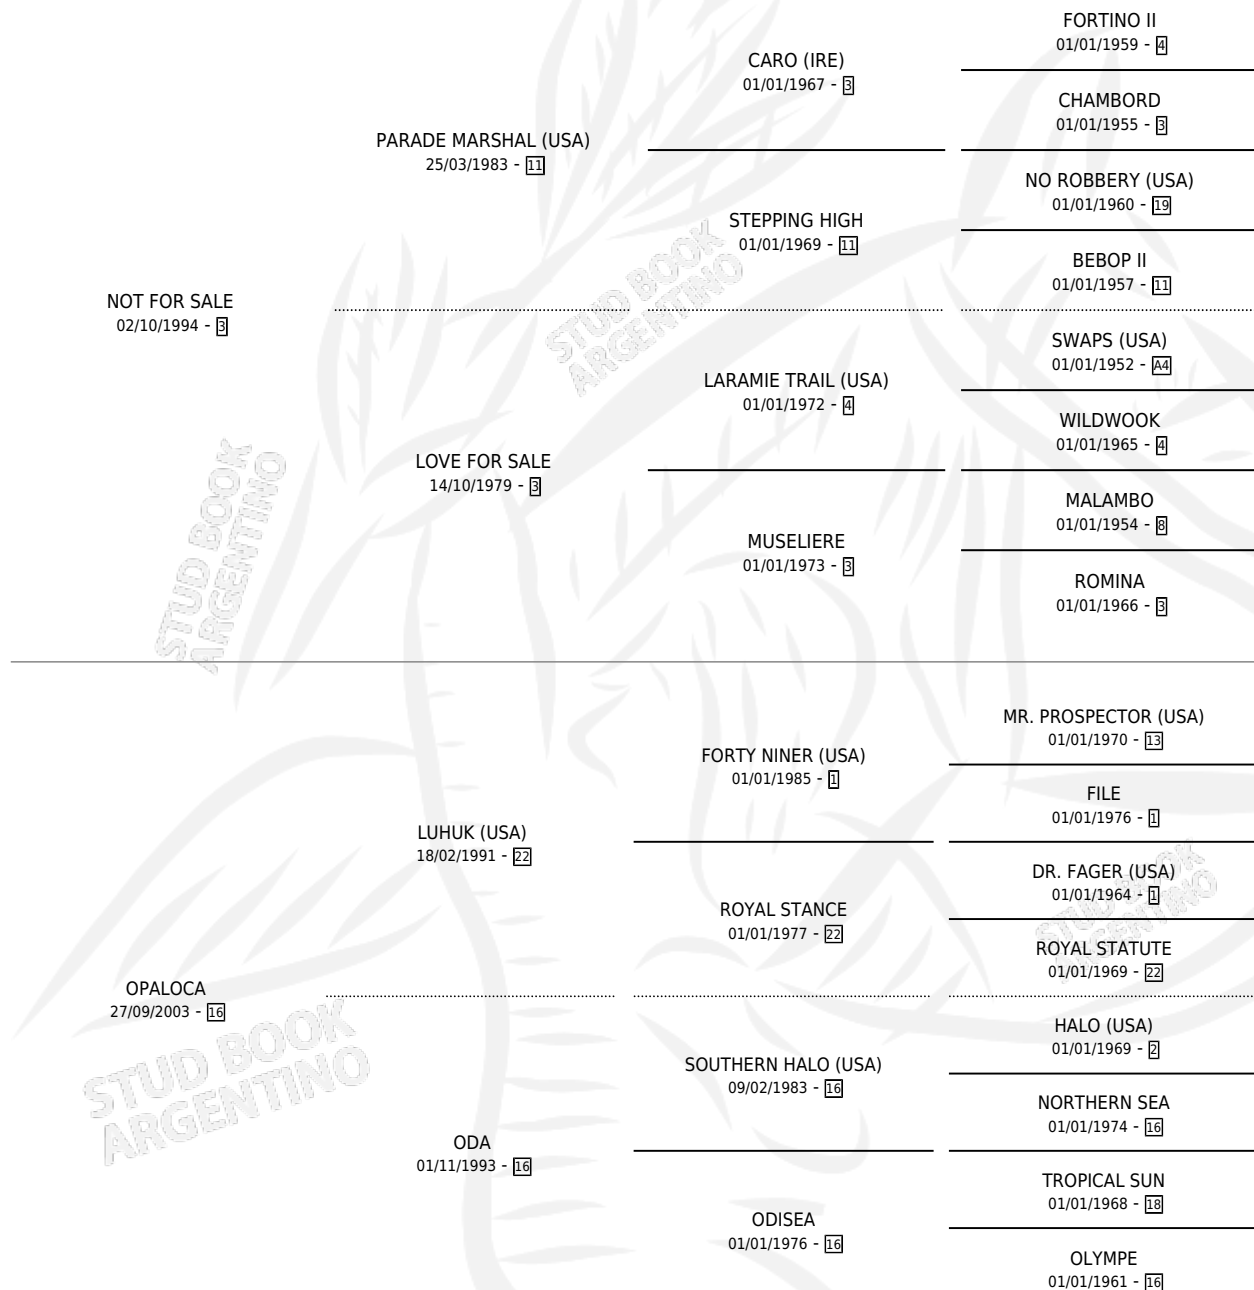 FORTINO II
01/01/1959 - 4
CARO (IRE)
01/01/1967 - 3
CHAMBORD
01/01/1955 - 3
PARADE MARSHAL (USA)
25/03/1983 - 11
NO ROBBERY (USA)
01/01/1960 - 19
STEPPING HIGH
01/01/1969 - 11
BEBOP II
01/01/1957 - 11
NOT FOR SALE
02/10/1994 - 3
SWAPS (USA)
01/01/1952 - A4
LARAMIE TRAIL (USA)
01/01/1972 - 4
WILDWOOK
01/01/1965 - 4
LOVE FOR SALE
14/10/1979 - 3
MALAMBO
01/01/1954 - 8
MUSELIERE
01/01/1973 - 3
ROMINA
01/01/1966 - 3
STUD BOOK
ARGENTINO
STUD BOOK
ARGENTINO
MR. PROSPECTOR (USA)
01/01/1970 - 13
FORTY NINER (USA)
01/01/1985 - 1
FILE
01/01/1976 - 1
LUHUK (USA)
18/02/1991 - 22
DR. FAGER (USA)
01/01/1964 - 1
ROYAL STANCE
01/01/1977 - 22
ROYAL STATUTE
01/01/1969 - 22
STUD BOOK
ARGENTINO
OPALOCA
27/09/2003 - 16
HALO (USA)
01/01/1969 - 2
SOUTHERN HALO (USA)
09/02/1983 - 16
NORTHERN SEA
01/01/1974 - 16
STUD BOOK
ARGENTINO
ODA
01/11/1993 - 16
TROPICAL SUN
01/01/1968 - 18
ODISEA
01/01/1976 - 16
OLYMPE
01/01/1961 - 16